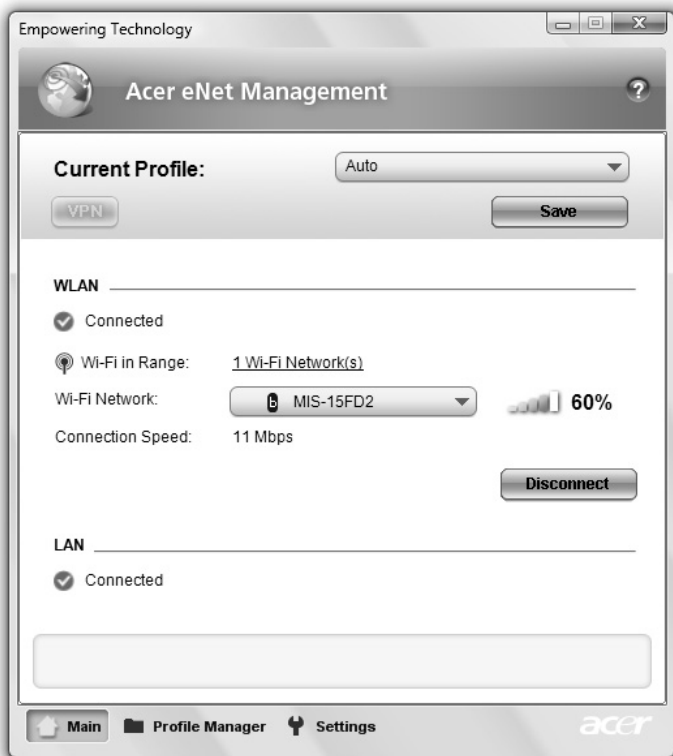 Empowering Technology
Acer eNet Management
?
Current Profile: Auto
VPN Save
WLAN
Connected
Wi-Fi in Range: 1 Wi-Fi Network(s)
Wi-Fi Network: b MIS-15FD2 60%
Connection Speed: 11 Mbps
Disconnect
LAN
Connected
Main Profile Manager Settings acer